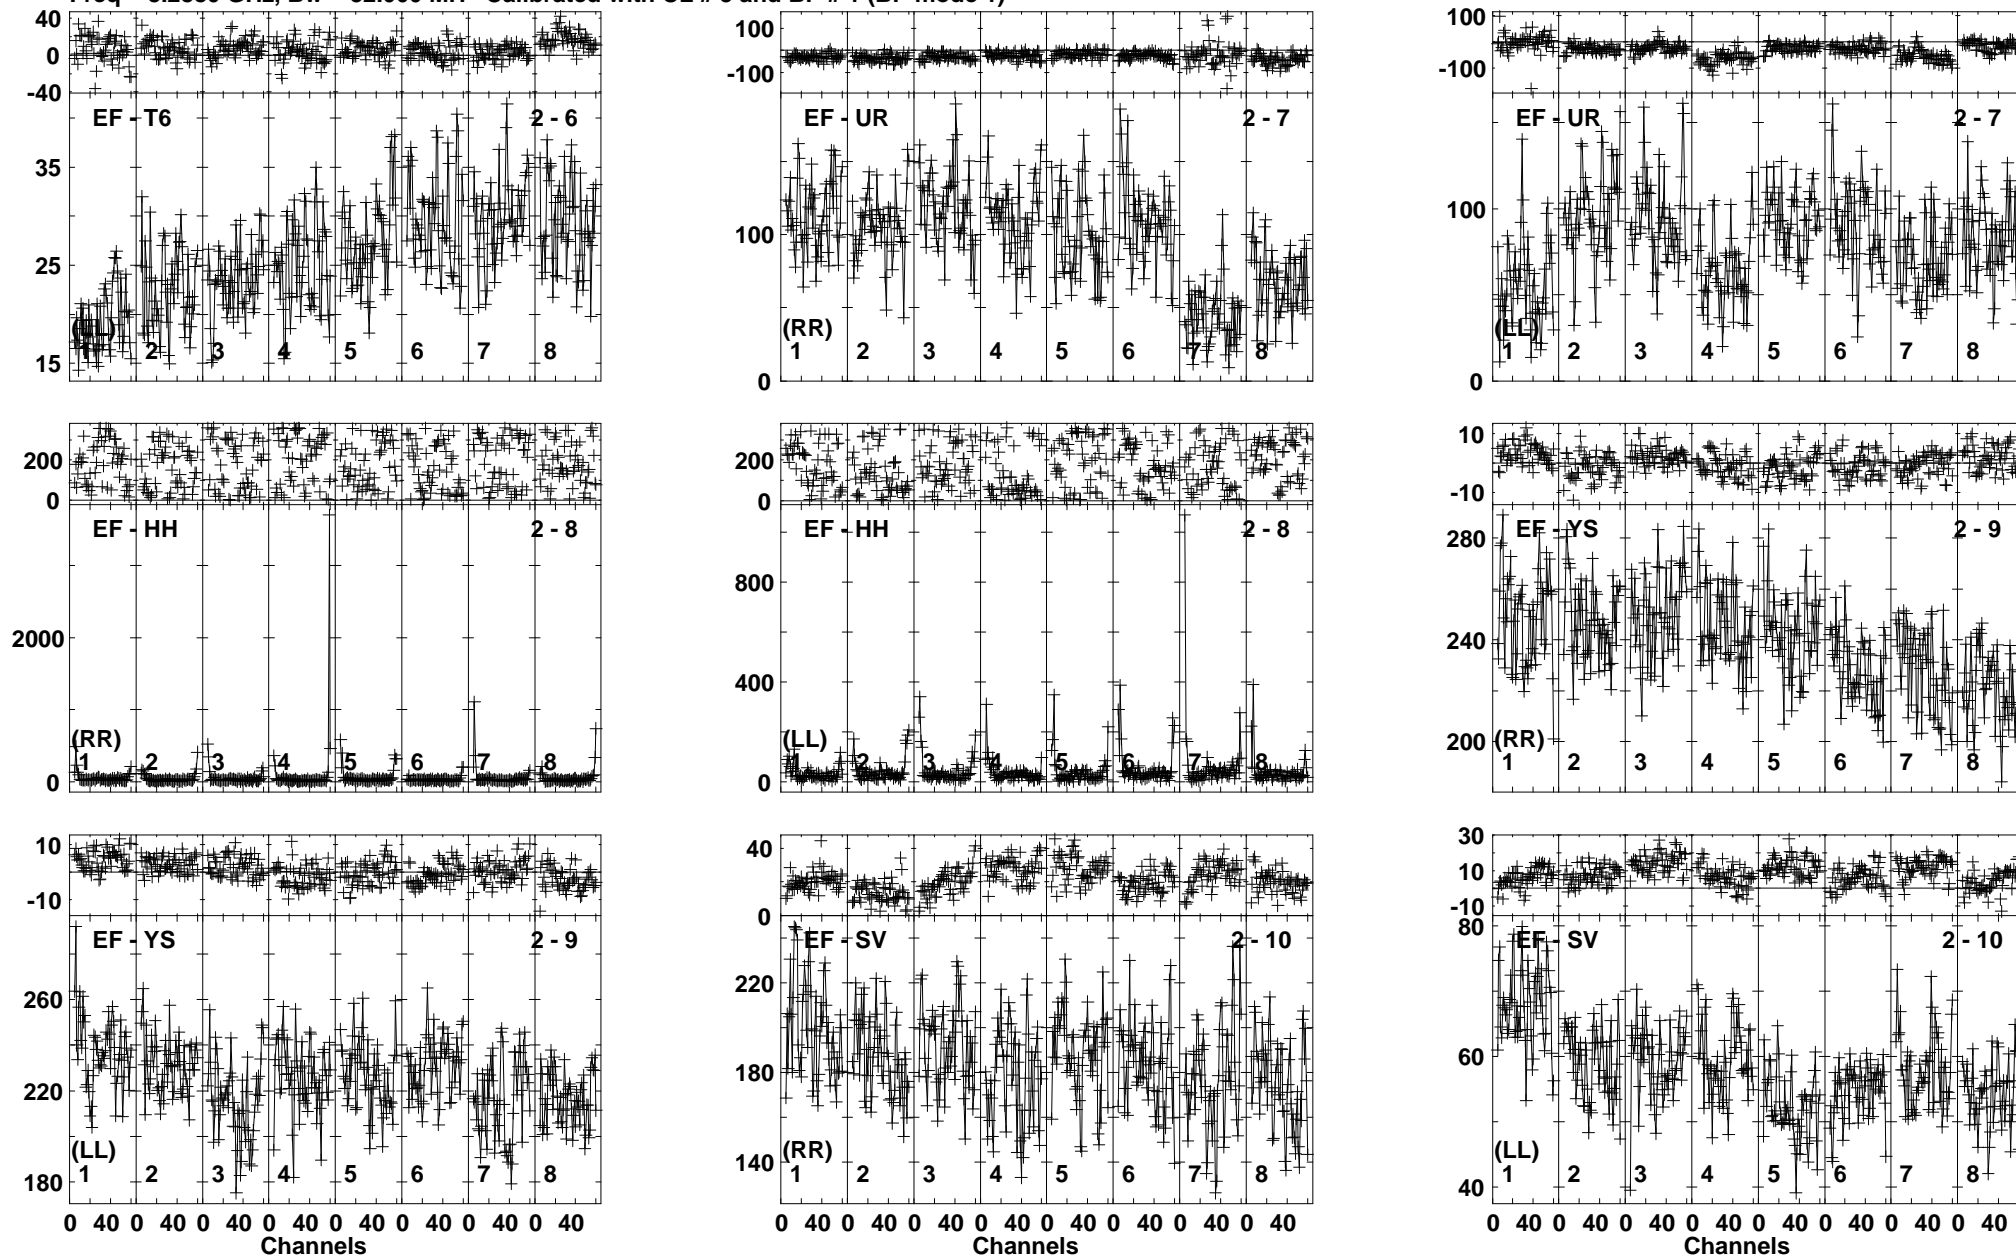 40 0 -40
EF - T6 2 - 6
35 25 15
(LL)
1 2 3 4 5 6 7 8
100 -100
EF - UR 2 - 7
100 0
(RR)
1 2 3 4 5 6 7 8
100 -100
EF - UR 2 - 7
100 0
(LL)
1 2 3 4 5 6 7 8
200 0
EF - HH 2 - 8
2000 0
(RR)
1 2 3 4 5 6 7 8
200 0
EF - HH 2 - 8
800 400 0
(LL)
1 2 3 4 5 6 7 8
10 -10
EF - YS 2 - 9
280 240 200
(RR)
1 2 3 4 5 6 7 8
10 -10
EF - YS 2 - 9
260 220 180
(LL)
1 2 3 4 5 6 7 8
0 40 0 40 0 40 0 40 0 40 0 40 0 40 0 40
Channels
40 0
EF - SV 2 - 10
220 180 140
(RR)
1 2 3 4 5 6 7 8
0 40 0 40 0 40 0 40 0 40 0 40 0 40 0 40
Channels
30 10 -10
EF - SV 2 - 10
80 60 40
(LL)
1 2 3 4 5 6 7 8
0 40 0 40 0 40 0 40 0 40 0 40 0 40 0 40
Channels